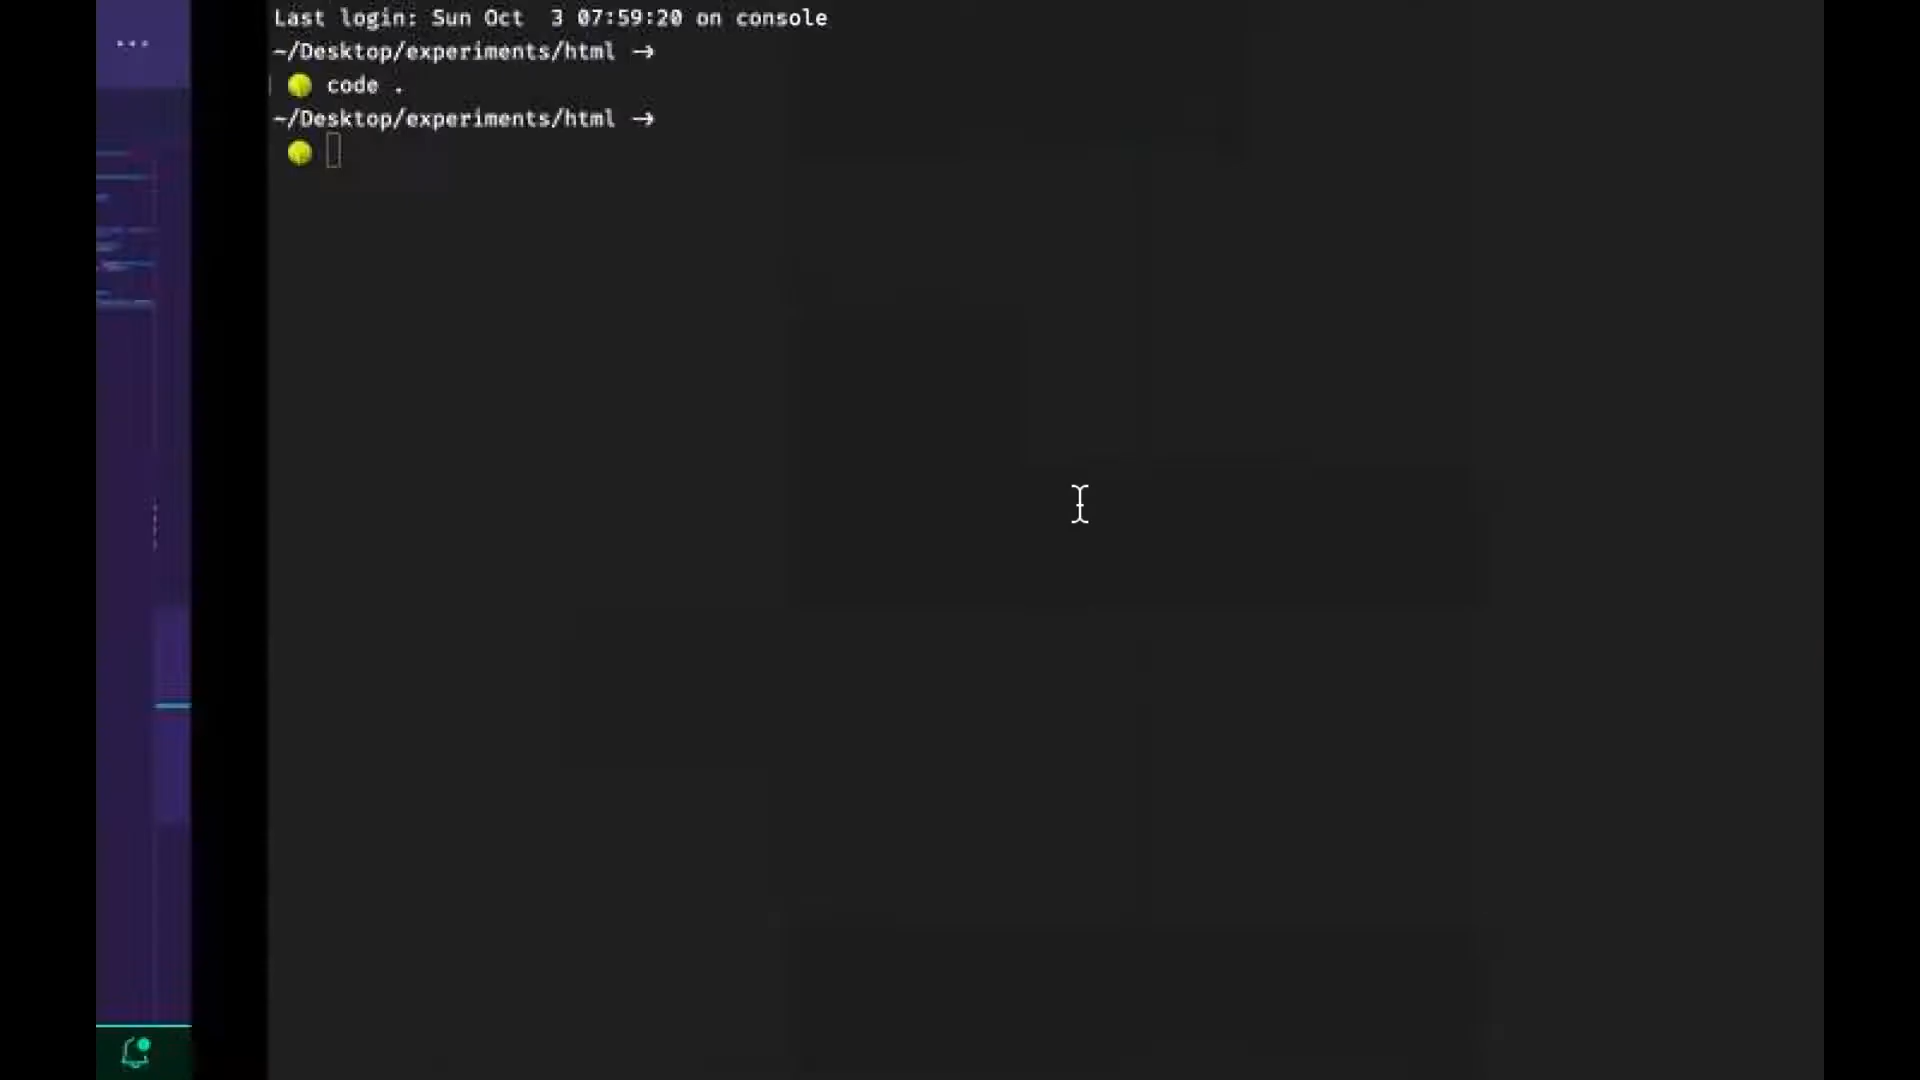 Last login: Sun Oct  3 07:59:20 on console
~/Desktop/experiments/html →
code .
~/Desktop/experiments/html →